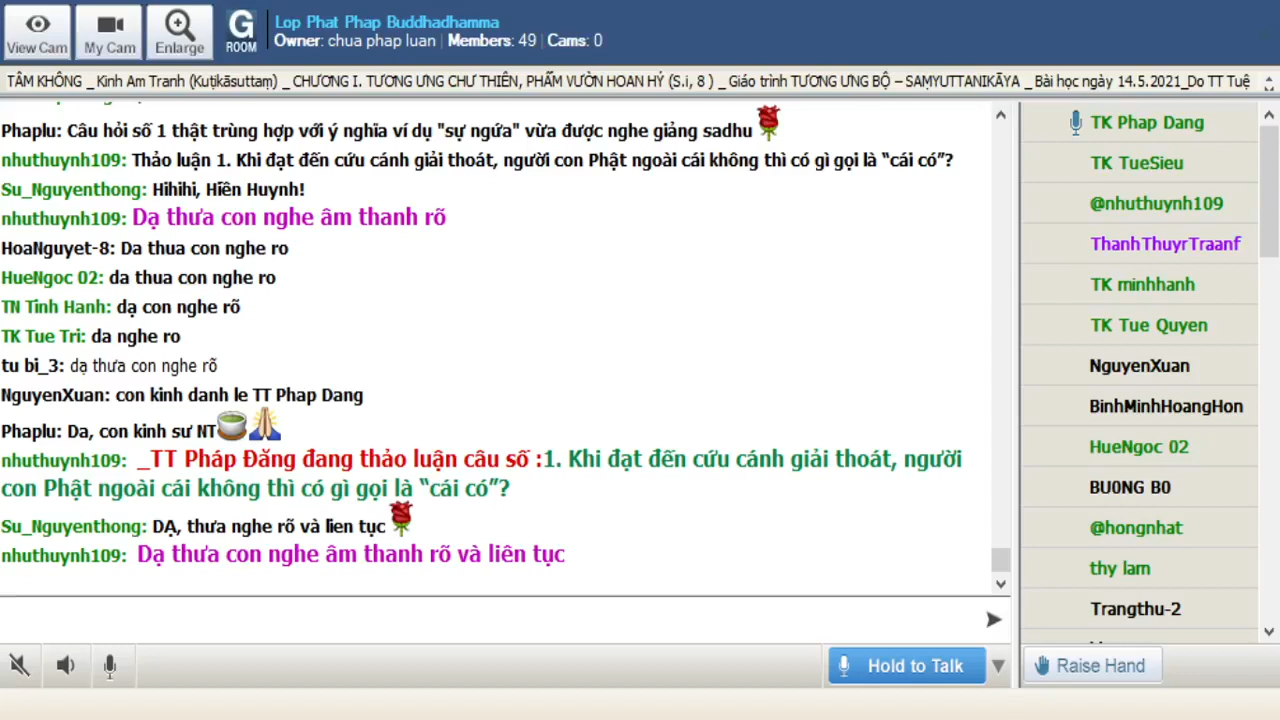 View Cam
My Cam
Enlarge
G
ROOM
Lop Phat Phap Buddhadhamma
Owner: chua phap luan | Members: 49 | Cams: 0
TÂM KHÔNG _Kinh Am Tranh (Kuṭikāsuttaṃ) _CHƯƠNG I. TƯƠNG ƯNG CHƯ THIÊN, PHẨM VƯỜN HOAN HỶ (S.i, 8 ) _Giáo trình TƯƠNG ƯNG BỘ – SAṂYUTTANIKĀYA _Bài học ngày 14.5.2021_Do TT Tuệ
Phaplu: Câu hỏi số 1 thật trùng hợp với ý nghĩa ví dụ "sự ngứa" vừa được nghe giảng sadhu
nhuthuynh109: Thảo luận 1. Khi đạt đến cứu cánh giải thoát, người con Phật ngoài cái không thì có gì gọi là “cái có”?
Su_Nguyenthong: Hihihi, Hiền Huynh!
nhuthuynh109: Dạ thưa con nghe âm thanh rõ
HoaNguyet-8: Da thua con nghe ro
HueNgoc 02: da thua con nghe ro
TN Tinh Hanh: dạ con nghe rõ
TK Tue Tri: da nghe ro
tu bi_3: dạ thưa con nghe rõ
NguyenXuan: con kinh danh le TT Phap Dang
Phaplu: Da, con kinh sư NT
nhuthuynh109: _TT Pháp Đăng đang thảo luận câu số :1. Khi đạt đến cứu cánh giải thoát, người
con Phật ngoài cái không thì có gì gọi là “cái có”?
Su_Nguyenthong: DẠ, thưa nghe rõ và lien tục
nhuthuynh109: Dạ thưa con nghe âm thanh rõ và liên tục
TK Phap Dang
TK TueSieu
@nhuthuynh109
ThanhThuyrTraanf
TK minhhanh
TK Tue Quyen
NguyenXuan
BinhMinhHoangHon
HueNgoc 02
BU0NG B0
@hongnhat
thy lam
Trangthu-2
Hold to Talk
Raise Hand